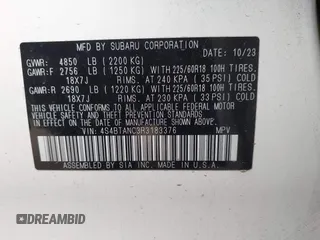 MFD BY SUBARU CORPORATION DATE: 10/23
GVWR: 4850 LB (2200 KG)
GAWR:F 2756 LB (1250 KG) WITH 225/60R18 100H TIRES.
18X7J RIMS. AT 240 KPA (35 PSI) COLD
GAWR:R 2690 LB (1220 KG) WITH 225/60R18 100H TIRES.
18X7J RIMS. AT 230 KPA (33 PSI) COLD
THIS VEHICLE CONFORMS TO ALL APPLICABLE FEDERAL MOTOR
VEHICLE SAFETY, BUMPER, AND THEFT PREVENTION STANDARDS
IN EFFECT ON THE DATE OF MANUFACTURE SHOWN ABOVE.
VIN: 4S4BTANC3R3183376 MPV
ASSEMBLED BY SIA INC. MADE IN U.S.A.
DREAMBID